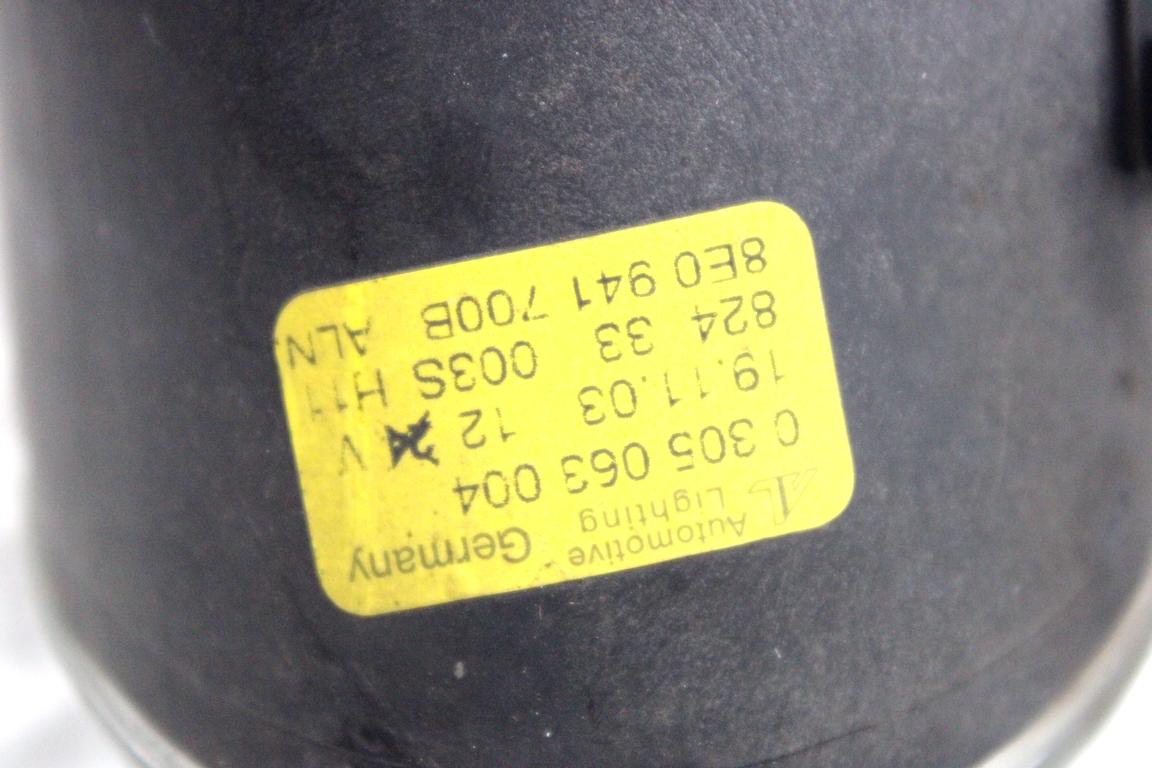 AL Automotive Lighting Germany
0 305 063 004
19.11.03 12 V
824 33 003S H11
8E0 941 700B ALN